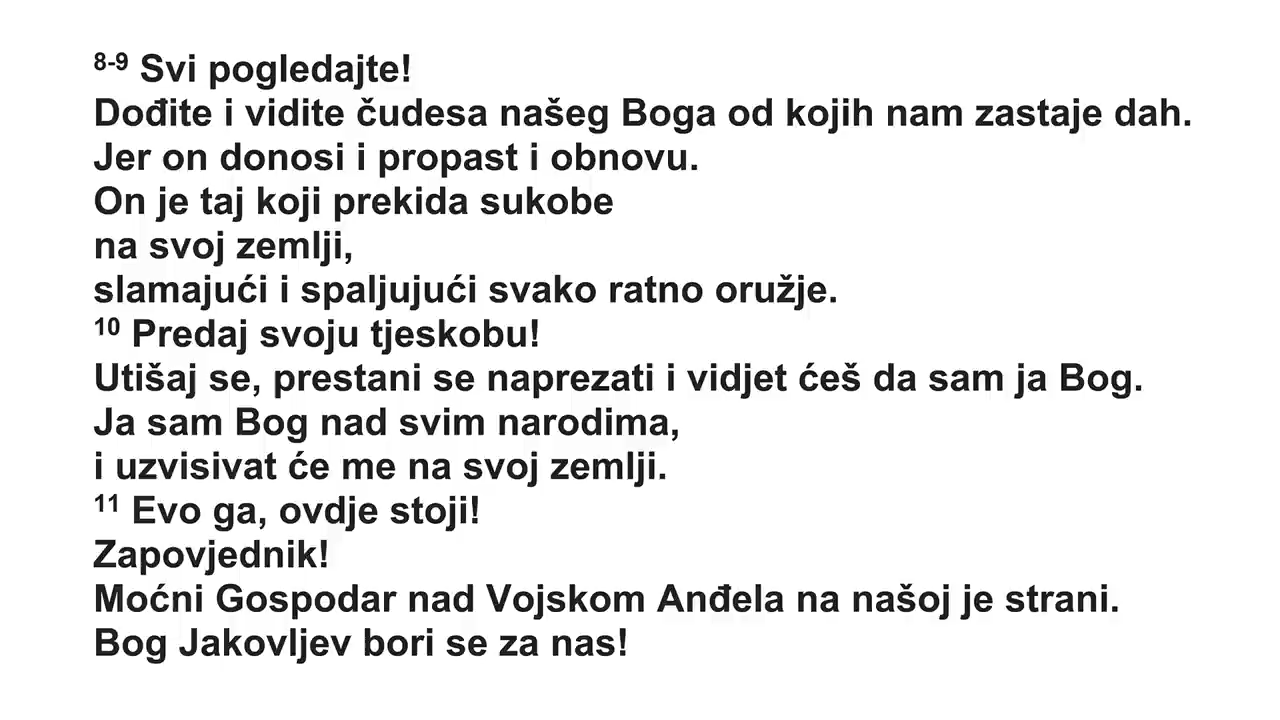 8-9 Svi pogledajte!
Dođite i vidite čudesa našeg Boga od kojih nam zastaje dah.
Jer on donosi i propast i obnovu.
On je taj koji prekida sukobe
na svoj zemlji,
slamajući i spaljujući svako ratno oružje.
10 Predaj svoju tjeskobu!
Utišaj se, prestani se naprezati i vidjet ćeš da sam ja Bog.
Ja sam Bog nad svim narodima,
i uzvisivat će me na svoj zemlji.
11 Evo ga, ovdje stoji!
Zapovjednik!
Moćni Gospodar nad Vojskom Anđela na našoj je strani.
Bog Jakovljev bori se za nas!